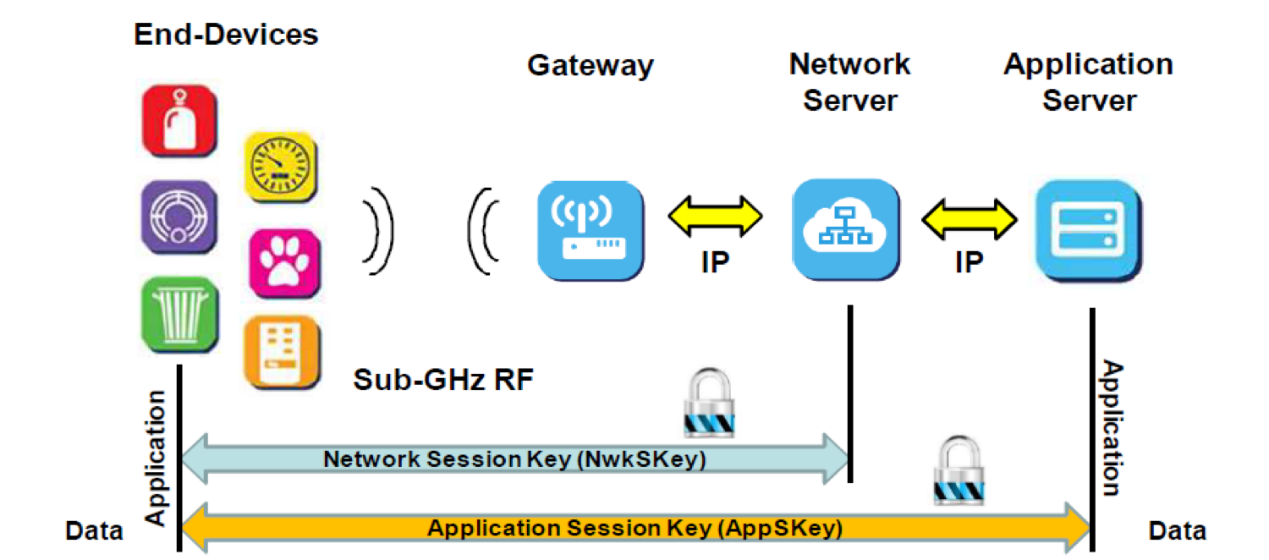 End-Devices
Gateway
Network
Server
Application
Server
IP
IP
Sub-GHz RF
Application
Application
Network Session Key (NwkSKey)
Data
Application Session Key (AppSKey)
Data